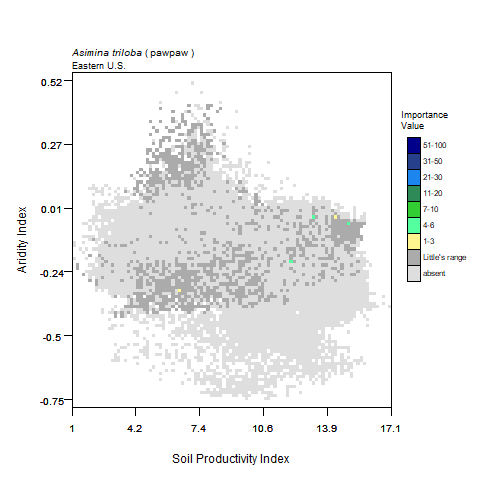 Asimina triloba ( pawpaw )
Eastern U.S.
Importance
Value
51-100
31-50
21-30
11-20
7-10
4-6
1-3
Little's range
absent
Aridity Index
0.52
0.27
0.01
-0.24
-0.5
-0.75
1 4.2 7.4 10.6 13.9 17.1
Soil Productivity Index